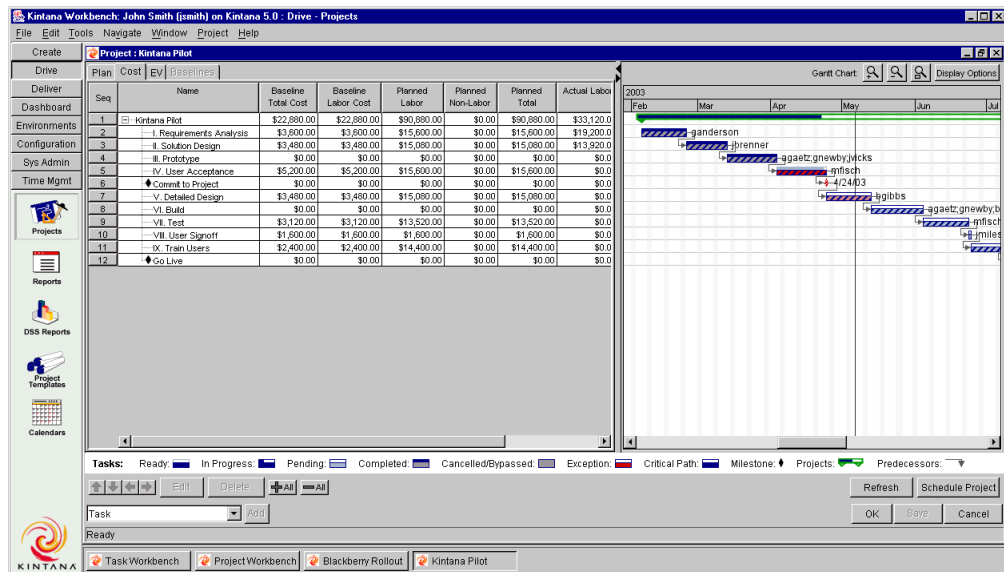 Kintana Workbench: John Smith (jsmith) on Kintana 5.0 : Drive - Projects
File Edit Tools Navigate Window Project Help
Create
Drive
Deliver
Dashboard
Environments
Configuration
Sys Admin
Time Mgmt
Projects
Reports
DSS Reports
Project Templates
Calendars
KINTANA
Project : Kintana Pilot
Plan Cost EV Baselines
Gantt Chart: Display Options
Seq Name Baseline Total Cost Baseline Labor Cost Planned Labor Planned Non-Labor Planned Total Actual Labor
1 Kintana Pilot $22,880.00 $22,880.00 $90,880.00 $0.00 $90,880.00 $33,120.0
2 I. Requirements Analysis $3,600.00 $3,600.00 $15,600.00 $0.00 $15,600.00 $19,200.0
3 II. Solution Design $3,480.00 $3,480.00 $15,080.00 $0.00 $15,080.00 $13,920.0
4 III. Prototype $0.00 $0.00 $0.00 $0.00 $0.00 $0.0
5 IV. User Acceptance $5,200.00 $5,200.00 $15,600.00 $0.00 $15,600.00 $0.0
6 Commit to Project $0.00 $0.00 $0.00 $0.00 $0.00 $0.0
7 V. Detailed Design $3,480.00 $3,480.00 $15,080.00 $0.00 $15,080.00 $0.0
8 VI. Build $0.00 $0.00 $0.00 $0.00 $0.00 $0.0
9 VII. Test $3,120.00 $3,120.00 $13,520.00 $0.00 $13,520.00 $0.0
10 VIII. User Signoff $1,600.00 $1,600.00 $1,600.00 $0.00 $1,600.00 $0.0
11 IX. Train Users $2,400.00 $2,400.00 $14,400.00 $0.00 $14,400.00 $0.0
12 Go Live $0.00 $0.00 $0.00 $0.00 $0.00 $0.0
2003
Feb Mar Apr May Jun Jul
ganderson
jbrenner
agaetz;gnewby;jvicks
mfisch
4/24/03
bgibbs
agaetz;gnewby;b
mfisch
jmiles
Tasks: Ready: In Progress: Pending: Completed: Cancelled/Bypassed: Exception: Critical Path: Milestone: Projects: Predecessors:
Edit Delete All All Refresh Schedule Project
Task Add OK Save Cancel
Ready
Task Workbench Project Workbench Blackberry Rollout Kintana Pilot